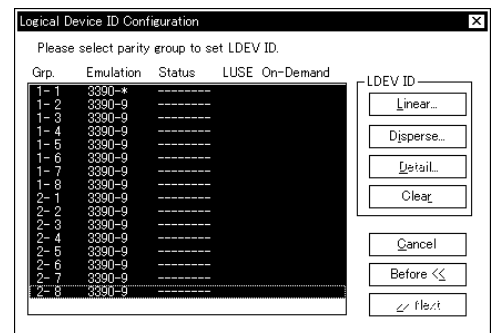 Logical Device ID Configuration
Please select parity group to set LDEV ID.
Grp. Emulation Status LUSE On-Demand
1- 1 3390-* --------
1- 2 3390-9 --------
1- 3 3390-9 --------
1- 4 3390-9 --------
1- 5 3390-9 --------
1- 6 3390-9 --------
1- 7 3390-9 --------
1- 8 3390-9 --------
2- 1 3390-9 --------
2- 2 3390-9 --------
2- 3 3390-9 --------
2- 4 3390-9 --------
2- 5 3390-9 --------
2- 6 3390-9 --------
2- 7 3390-9 --------
2- 8 3390-9 --------
LDEV ID
Linear...
Disperse...
Detail...
Clear
Cancel
Before <<
Next